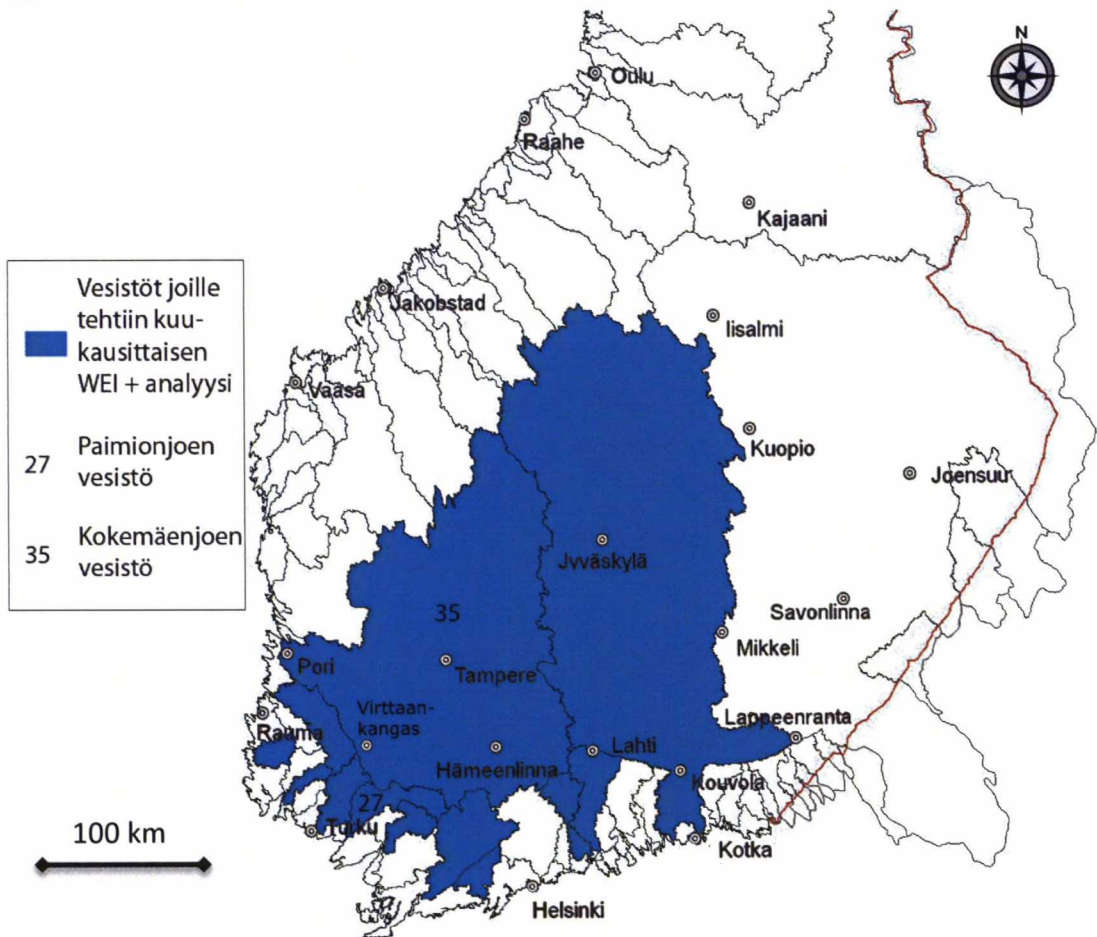 N
Oulu
Raahe
Kajaani
Vesistöt joille
tehtiin kuu-
kausittaisen
WEI + analyysi
27 Paimionjoen
vesistö
35 Kokemäenjoen
vesistö
Jakobstad
Iisalmi
Vaasa
Kuopio
Joensuu
Jyväskylä
35
Savonlinna
Mikkeli
Pori
Tampere
Virttaan-
kangas
Lappeenranta
Rauma
Hämeenlinna
Lahti
Kouvola
27
Turku
100 km
Kotka
Helsinki